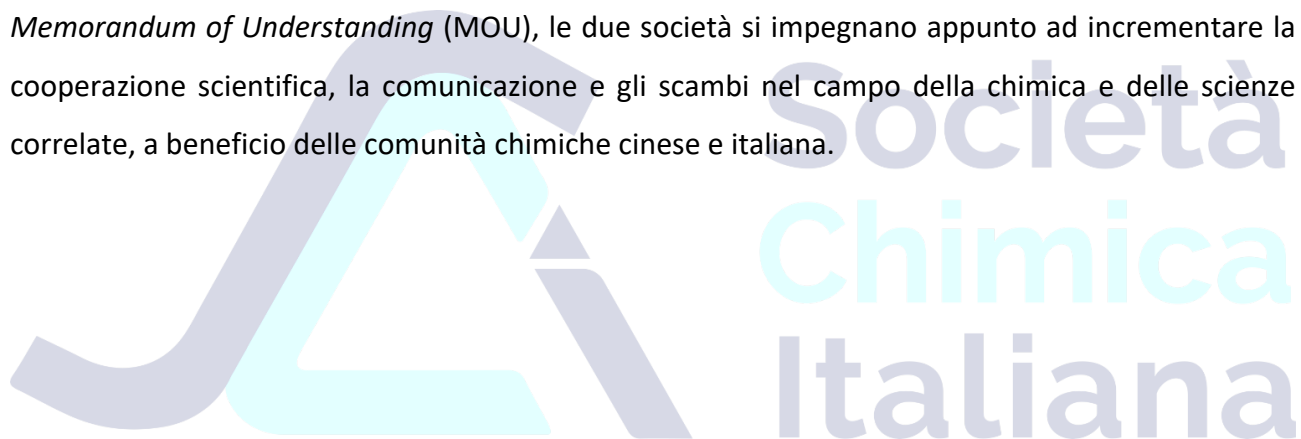 Memorandum of Understanding (MOU), le due società si impegnano appunto ad incrementare la
cooperazione scientifica, la comunicazione e gli scambi nel campo della chimica e delle scienze
correlate, a beneficio delle comunità chimiche cinese e italiana.
Società
Chimica
Italiana